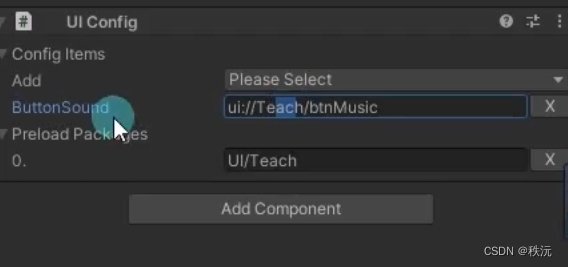 # UI Config
Config Items
Add Please Select
ButtonSound ui://Teach/btnMusic X
Preload Packages
0. UI/Teach X
Add Component
CSDN @秩沅